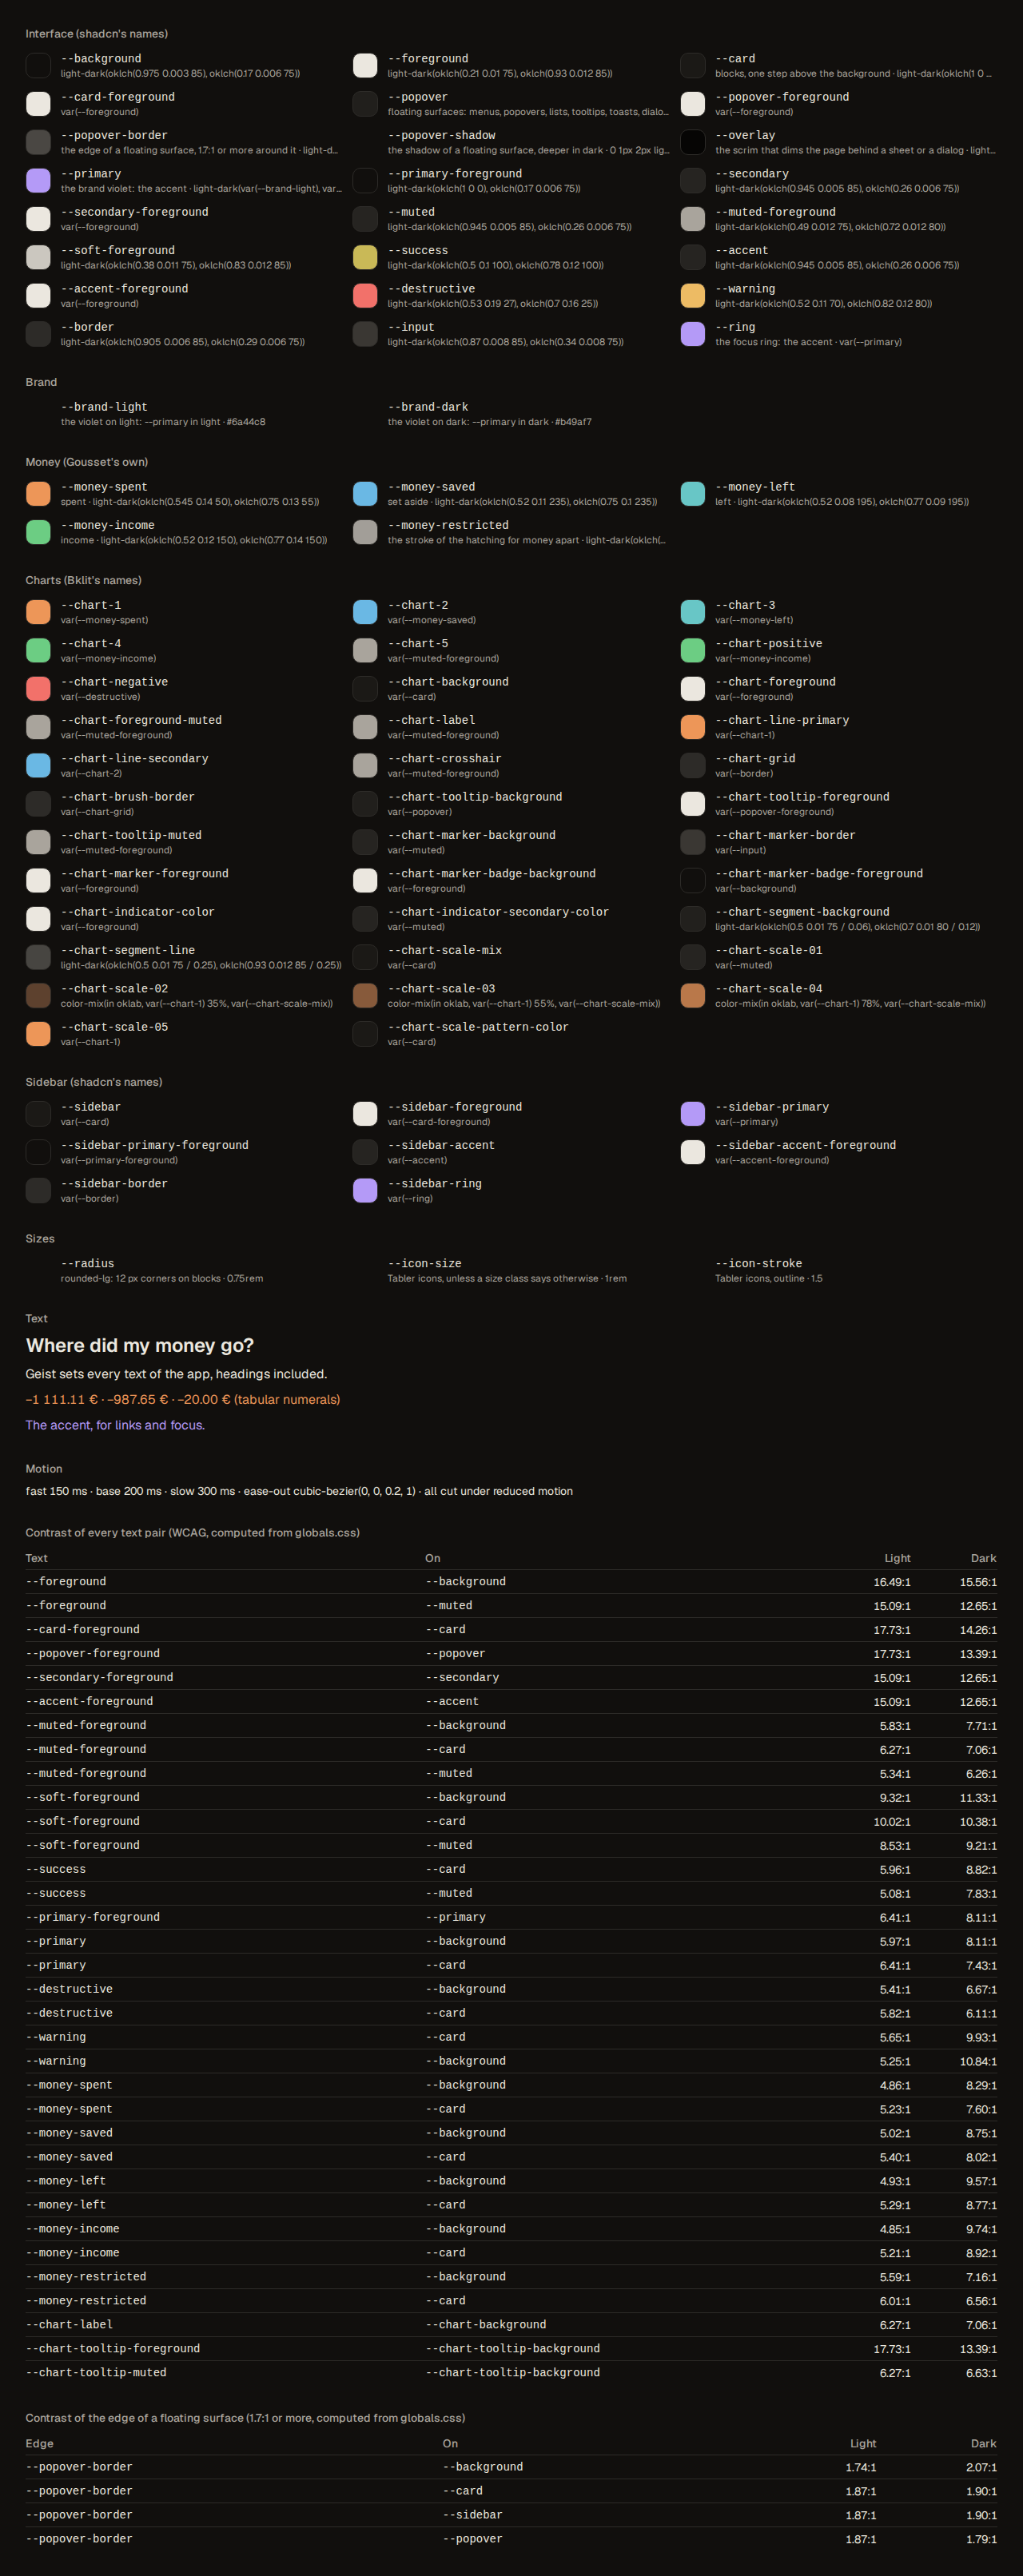 Interface (shadcn's names)
--background
light-dark(oklch(0.975 0.003 85), oklch(0.17 0.006 75))
--foreground
light-dark(oklch(0.21 0.01 75), oklch(0.93 0.012 85))
--card
blocks, one step above the background · light-dark(oklch(1 0 …
--card-foreground
var(--foreground)
--popover
floating surfaces: menus, popovers, lists, tooltips, toasts, dialo…
--popover-foreground
var(--foreground)
--popover-border
the edge of a floating surface, 1.7:1 or more around it · light-d…
--popover-shadow
the shadow of a floating surface, deeper in dark · 0 1px 2px lig…
--overlay
the scrim that dims the page behind a sheet or a dialog · light…
--primary
the brand violet: the accent · light-dark(var(--brand-light), var…
--primary-foreground
light-dark(oklch(1 0 0), oklch(0.17 0.006 75))
--secondary
light-dark(oklch(0.945 0.005 85), oklch(0.26 0.006 75))
--secondary-foreground
var(--foreground)
--muted
light-dark(oklch(0.945 0.005 85), oklch(0.26 0.006 75))
--muted-foreground
light-dark(oklch(0.49 0.012 75), oklch(0.72 0.012 80))
--soft-foreground
light-dark(oklch(0.38 0.011 75), oklch(0.83 0.012 85))
--success
light-dark(oklch(0.5 0.1 100), oklch(0.78 0.12 100))
--accent
light-dark(oklch(0.945 0.005 85), oklch(0.26 0.006 75))
--accent-foreground
var(--foreground)
--destructive
light-dark(oklch(0.53 0.19 27), oklch(0.7 0.16 25))
--warning
light-dark(oklch(0.52 0.11 70), oklch(0.82 0.12 80))
--border
light-dark(oklch(0.905 0.006 85), oklch(0.29 0.006 75))
--input
light-dark(oklch(0.87 0.008 85), oklch(0.34 0.008 75))
--ring
the focus ring: the accent · var(--primary)
Brand
--brand-light
the violet on light: --primary in light · #6a44c8
--brand-dark
the violet on dark: --primary in dark · #b49af7
Money (Gousset's own)
--money-spent
spent · light-dark(oklch(0.545 0.14 50), oklch(0.75 0.13 55))
--money-saved
set aside · light-dark(oklch(0.52 0.11 235), oklch(0.75 0.1 235))
--money-left
left · light-dark(oklch(0.52 0.08 195), oklch(0.77 0.09 195))
--money-income
income · light-dark(oklch(0.52 0.12 150), oklch(0.77 0.14 150))
--money-restricted
the stroke of the hatching for money apart · light-dark(oklch(…
Charts (Bklit's names)
--chart-1
var(--money-spent)
--chart-2
var(--money-saved)
--chart-3
var(--money-left)
--chart-4
var(--money-income)
--chart-5
var(--muted-foreground)
--chart-positive
var(--money-income)
--chart-negative
var(--destructive)
--chart-background
var(--card)
--chart-foreground
var(--foreground)
--chart-foreground-muted
var(--muted-foreground)
--chart-label
var(--muted-foreground)
--chart-line-primary
var(--chart-1)
--chart-line-secondary
var(--chart-2)
--chart-crosshair
var(--muted-foreground)
--chart-grid
var(--border)
--chart-brush-border
var(--chart-grid)
--chart-tooltip-background
var(--popover)
--chart-tooltip-foreground
var(--popover-foreground)
--chart-tooltip-muted
var(--muted-foreground)
--chart-marker-background
var(--muted)
--chart-marker-border
var(--input)
--chart-marker-foreground
var(--foreground)
--chart-marker-badge-background
var(--foreground)
--chart-marker-badge-foreground
var(--background)
--chart-indicator-color
var(--foreground)
--chart-indicator-secondary-color
var(--muted)
--chart-segment-background
light-dark(oklch(0.5 0.01 75 / 0.06), oklch(0.7 0.01 80 / 0.12))
--chart-segment-line
light-dark(oklch(0.5 0.01 75 / 0.25), oklch(0.93 0.012 85 / 0.25))
--chart-scale-mix
var(--card)
--chart-scale-01
var(--muted)
--chart-scale-02
color-mix(in oklab, var(--chart-1) 35%, var(--chart-scale-mix))
--chart-scale-03
color-mix(in oklab, var(--chart-1) 55%, var(--chart-scale-mix))
--chart-scale-04
color-mix(in oklab, var(--chart-1) 78%, var(--chart-scale-mix))
--chart-scale-05
var(--chart-1)
--chart-scale-pattern-color
var(--card)
Sidebar (shadcn's names)
--sidebar
var(--card)
--sidebar-foreground
var(--card-foreground)
--sidebar-primary
var(--primary)
--sidebar-primary-foreground
var(--primary-foreground)
--sidebar-accent
var(--accent)
--sidebar-accent-foreground
var(--accent-foreground)
--sidebar-border
var(--border)
--sidebar-ring
var(--ring)
Sizes
--radius
rounded-lg: 12 px corners on blocks · 0.75rem
--icon-size
Tabler icons, unless a size class says otherwise · 1rem
--icon-stroke
Tabler icons, outline · 1.5
Text
Where did my money go?
Geist sets every text of the app, headings included.
−1 111.11 € · −987.65 € · −20.00 € (tabular numerals)
The accent, for links and focus.
Motion
fast 150 ms · base 200 ms · slow 300 ms · ease-out cubic-bezier(0, 0, 0.2, 1) · all cut under reduced motion
Contrast of every text pair (WCAG, computed from globals.css)
Text On Light Dark
--foreground --background 16.49:1 15.56:1
--foreground --muted 15.09:1 12.65:1
--card-foreground --card 17.73:1 14.26:1
--popover-foreground --popover 17.73:1 13.39:1
--secondary-foreground --secondary 15.09:1 12.65:1
--accent-foreground --accent 15.09:1 12.65:1
--muted-foreground --background 5.83:1 7.71:1
--muted-foreground --card 6.27:1 7.06:1
--muted-foreground --muted 5.34:1 6.26:1
--soft-foreground --background 9.32:1 11.33:1
--soft-foreground --card 10.02:1 10.38:1
--soft-foreground --muted 8.53:1 9.21:1
--success --card 5.96:1 8.82:1
--success --muted 5.08:1 7.83:1
--primary-foreground --primary 6.41:1 8.11:1
--primary --background 5.97:1 8.11:1
--primary --card 6.41:1 7.43:1
--destructive --background 5.41:1 6.67:1
--destructive --card 5.82:1 6.11:1
--warning --card 5.65:1 9.93:1
--warning --background 5.25:1 10.84:1
--money-spent --background 4.86:1 8.29:1
--money-spent --card 5.23:1 7.60:1
--money-saved --background 5.02:1 8.75:1
--money-saved --card 5.40:1 8.02:1
--money-left --background 4.93:1 9.57:1
--money-left --card 5.29:1 8.77:1
--money-income --background 4.85:1 9.74:1
--money-income --card 5.21:1 8.92:1
--money-restricted --background 5.59:1 7.16:1
--money-restricted --card 6.01:1 6.56:1
--chart-label --chart-background 6.27:1 7.06:1
--chart-tooltip-foreground --chart-tooltip-background 17.73:1 13.39:1
--chart-tooltip-muted --chart-tooltip-background 6.27:1 6.63:1
Contrast of the edge of a floating surface (1.7:1 or more, computed from globals.css)
Edge On Light Dark
--popover-border --background 1.74:1 2.07:1
--popover-border --card 1.87:1 1.90:1
--popover-border --sidebar 1.87:1 1.90:1
--popover-border --popover 1.87:1 1.79:1